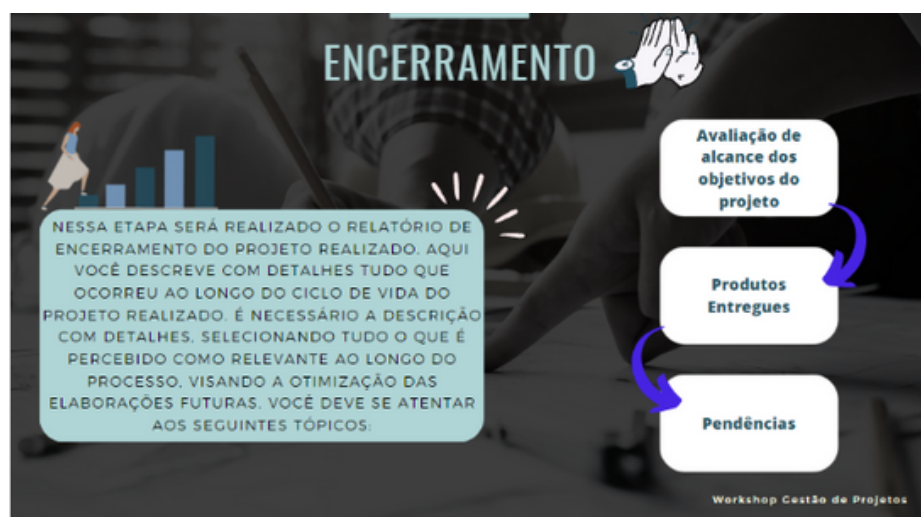 ENCERRAMENTO
NESSA ETAPA SERÁ REALIZADO O RELATÓRIO DE
ENCERRAMENTO DO PROJETO REALIZADO. AQUI
VOCÊ DESCREVE COM DETALHES TUDO QUE
OCORREU AO LONGO DO CICLO DE VIDA DO
PROJETO REALIZADO. É NECESSÁRIO A DESCRIÇÃO
COM DETALHES, SELECIONANDO TUDO O QUE É
PERCEBIDO COMO RELEVANTE AO LONGO DO
PROCESSO, VISANDO A OTIMIZAÇÃO DAS
ELABORAÇÕES FUTURAS. VOCÊ DEVE SE ATENTAR
AOS SEGUINTES TÓPICOS:
Avaliação de
alcance dos
objetivos do
projeto
Produtos
Entregues
Pendências
Workshop Gestão de Projetos